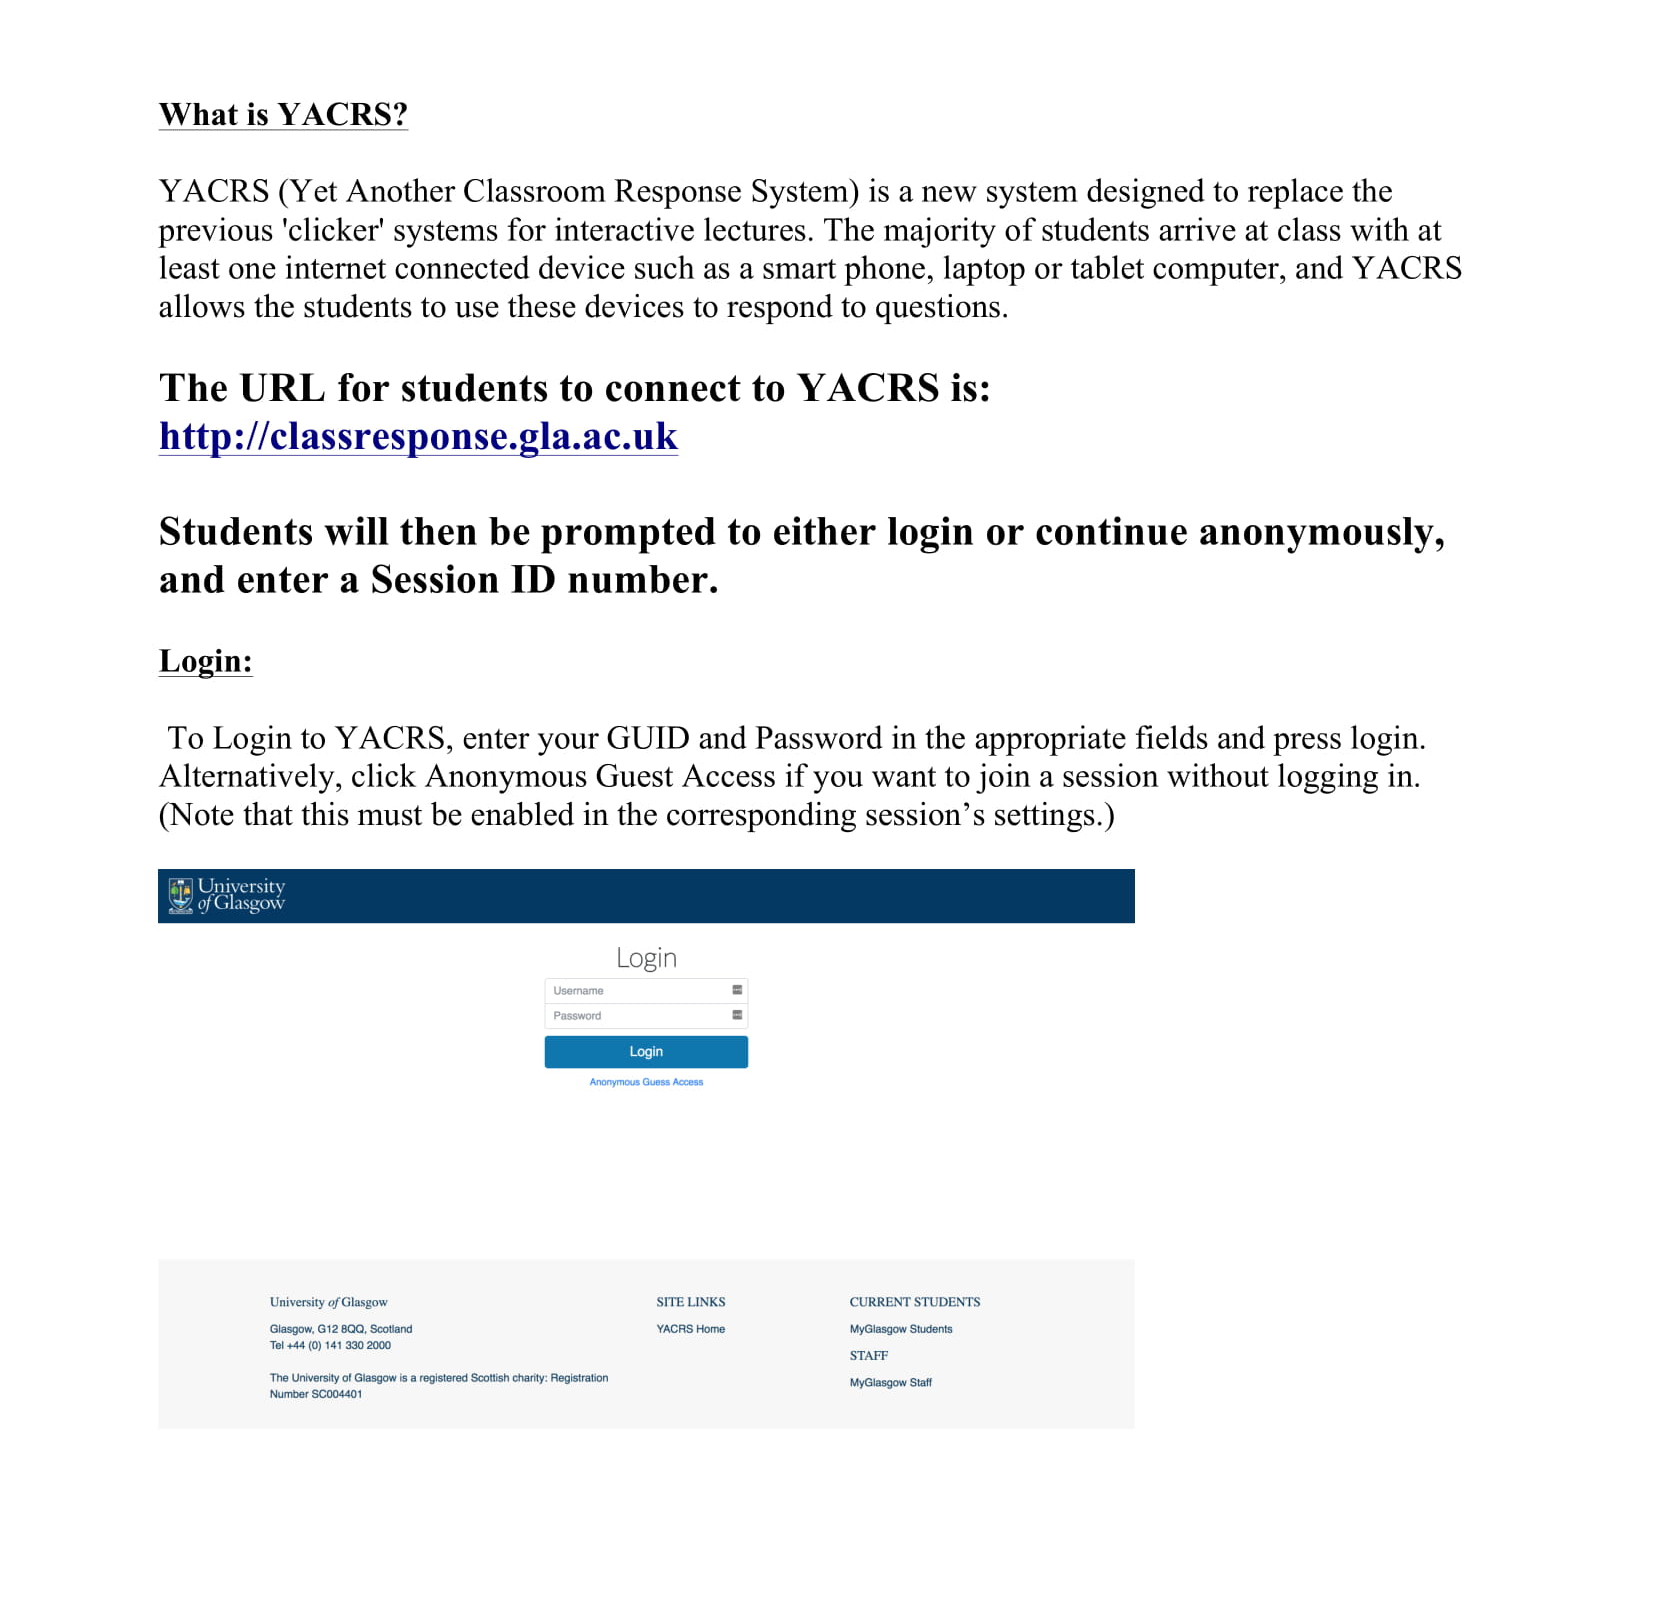 What is YACRS?
YACRS (Yet Another Classroom Response System) is a new system designed to replace the
previous 'clicker' systems for interactive lectures. The majority of students arrive at class with at
least one internet connected device such as a smart phone, laptop or tablet computer, and YACRS
allows the students to use these devices to respond to questions.
The URL for students to connect to YACRS is:
http://classresponse.gla.ac.uk
Students will then be prompted to either login or continue anonymously,
and enter a Session ID number.
Login:
To Login to YACRS, enter your GUID and Password in the appropriate fields and press login.
Alternatively, click Anonymous Guest Access if you want to join a session without logging in.
(Note that this must be enabled in the corresponding session’s settings.)
University
of Glasgow
Login
Username
Password
Login
Anonymous Guess Access
University of Glasgow
Glasgow, G12 8QQ, Scotland
Tel +44 (0) 141 330 2000
The University of Glasgow is a registered Scottish charity: Registration
Number SC004401
SITE LINKS
YACRS Home
CURRENT STUDENTS
MyGlasgow Students
STAFF
MyGlasgow Staff